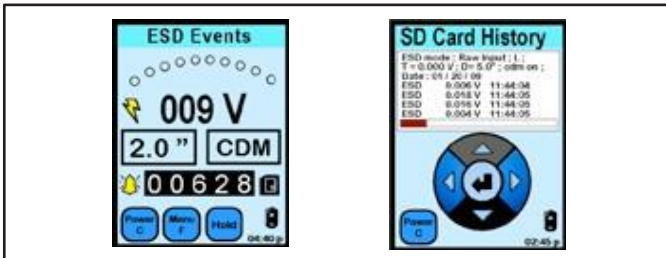 ESD Events
009 V
2.0 ” CDM
00628
Power C Menu F Hold
04:40 p
SD Card History
ESD mode ; Raw Input ; L ;
T = 0.000 V ; D= 5.0" ; cdm on ;
Date : 01 / 20 / 09
ESD 0.006 V 11:44:04
ESD 0.018 V 11:44:05
ESD 0.016 V 11:44:05
ESD 0.004 V 11:44:05
Power C
02:45 p